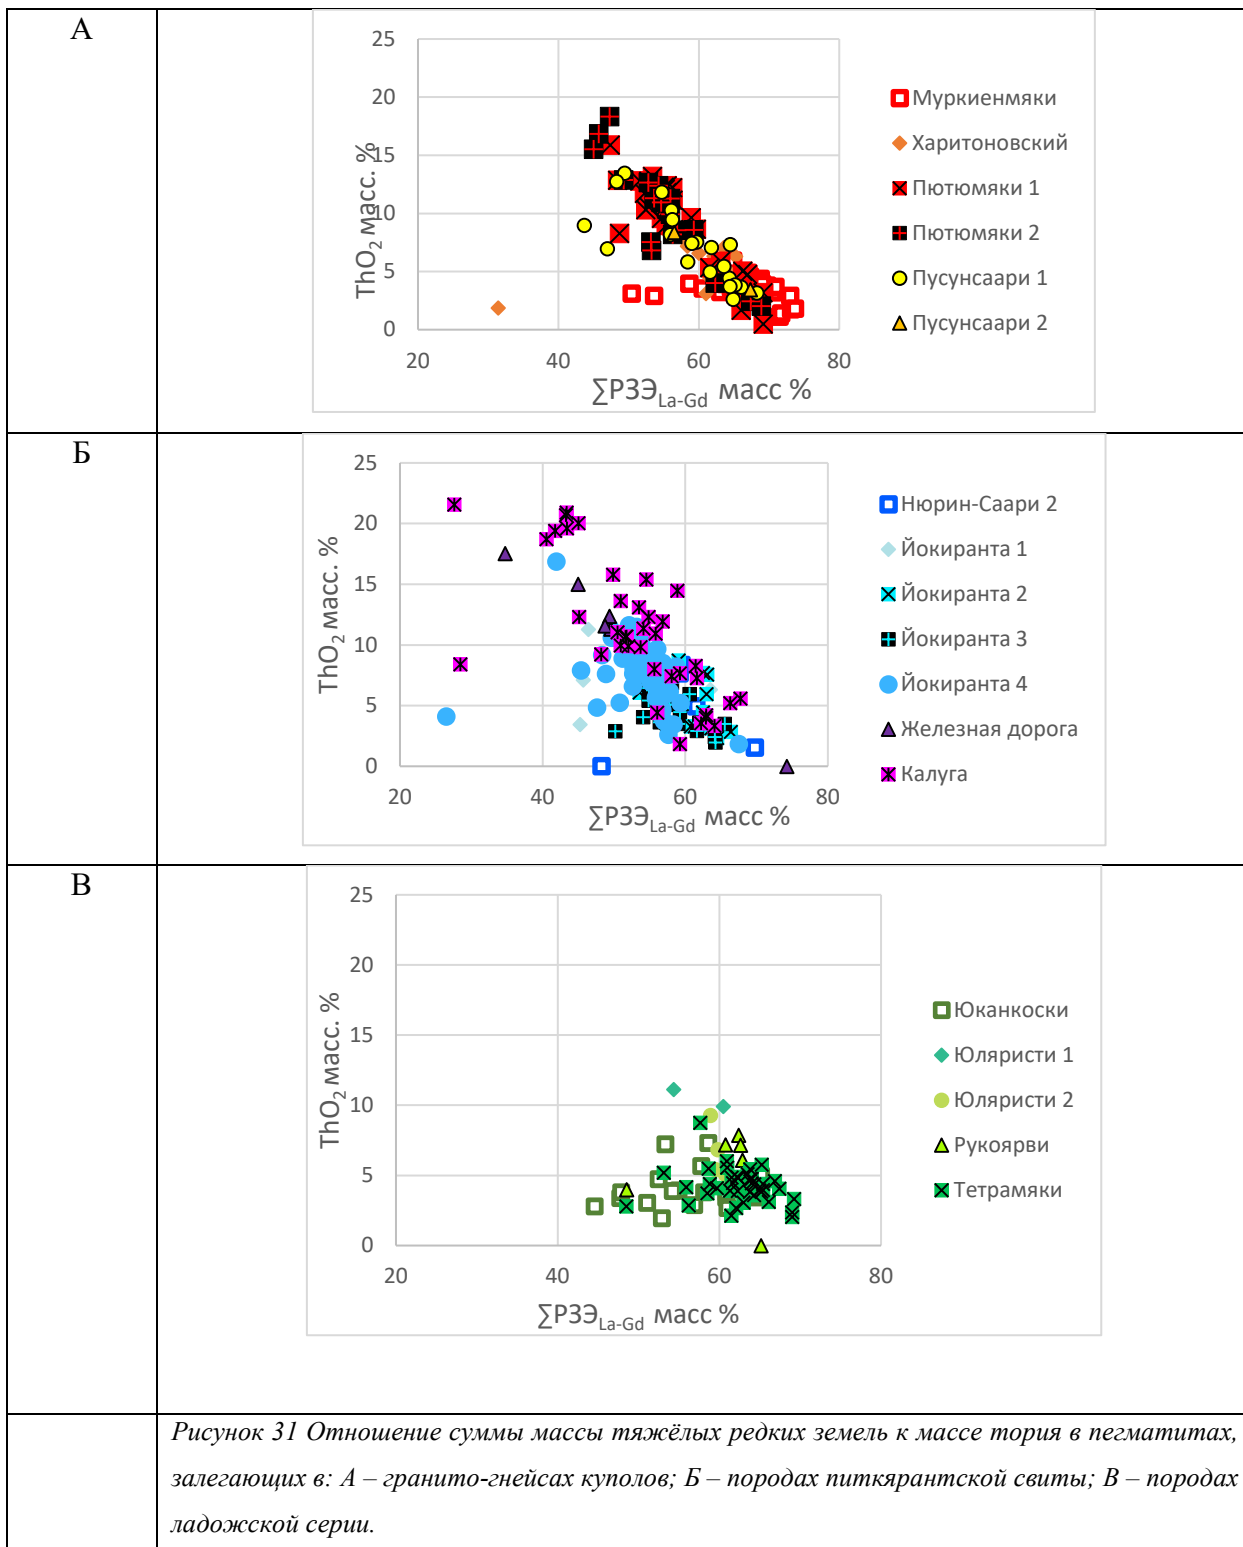 А
25
20
15
10
5
0
20 40 60 80
ThO2 масс. %
∑РЗЭLa-Gd масс %
Муркиенмяки
Харитоновский
Пютюмяки 1
Пютюмяки 2
Пусунсаари 1
Пусунсаари 2
Б
25
20
15
10
5
0
20 40 60 80
ThO2 масс. %
∑РЗЭLa-Gd масс %
Нюрин-Саари 2
Йокиранта 1
Йокиранта 2
Йокиранта 3
Йокиранта 4
Железная дорога
Калуга
В
25
20
15
10
5
0
20 40 60 80
ThO2 масс. %
∑РЗЭLa-Gd масс %
Юканкоски
Юляристи 1
Юляристи 2
Рукоярви
Тетрамяки
Рисунок 31 Отношение суммы массы тяжёлых редких земель к массе тория в пегматитах,
залегающих в: А – гранито-гнейсах куполов; Б – породах питкярантской свиты; В – породах
ладожской серии.